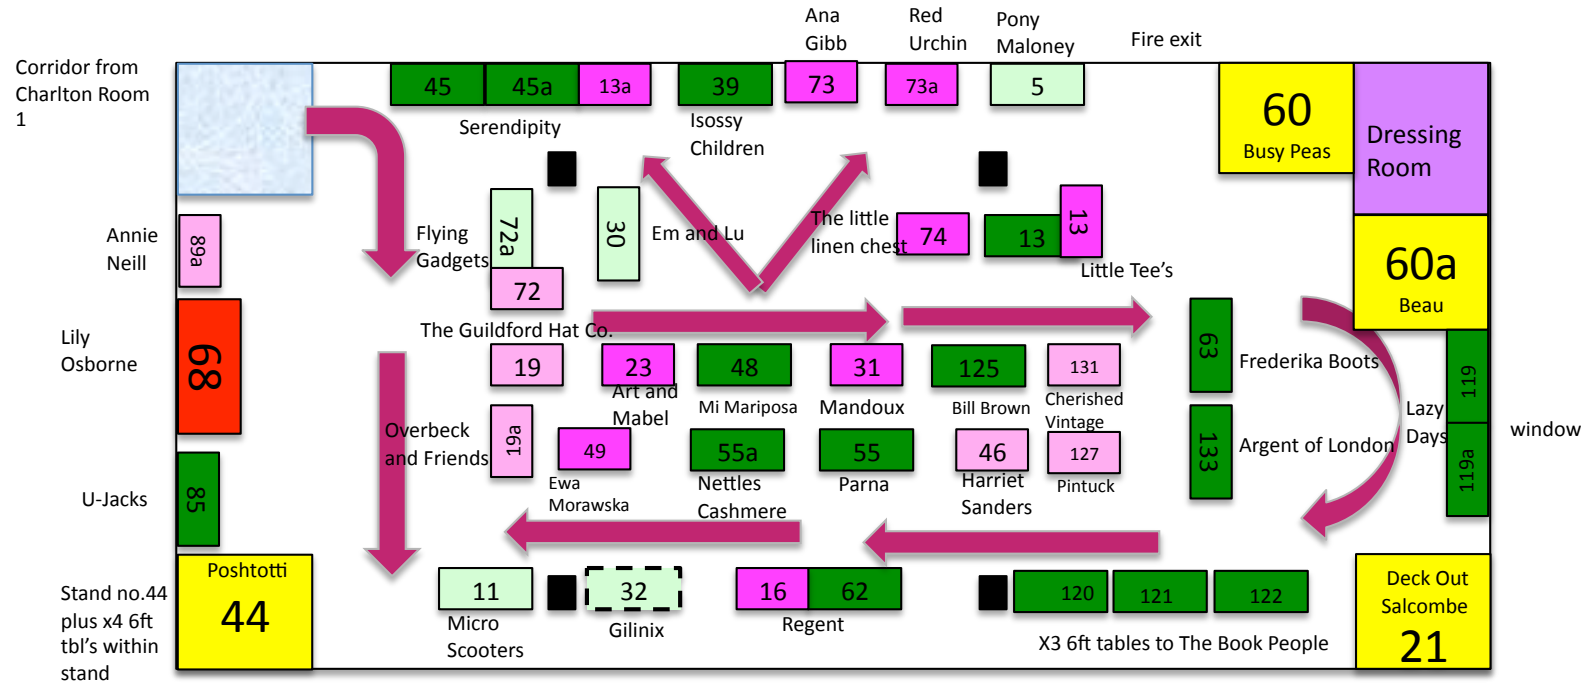 Ana
Gibb
Red
Urchin
Pony
Maloney
Fire exit
Corridor from
Charlton Room
1
45
45a
13a
39
73
73a
5
60
Busy Peas
Dressing
Room
Serendipity
Isossy
Children
Annie
Neill
89a
Flying
Gadgets
72a
30
Em and Lu
The little
linen chest
74
13
13
Little Tee's
60a
Beau
72
The Guildford Hat Co.
Lily
Osborne
68
19
23
Art and
Mabel
48
Mi Mariposa
31
Mandoux
125
Bill Brown
131
Cherished
Vintage
63
Frederika Boots
119
Lazy
Days
window
Overbeck
and Friends
19a
49
Ewa
Morawska
55a
Nettles
Cashmere
55
Parna
46
Harriet
Sanders
127
Pintuck
133
Argent of London
119a
U-Jacks
85
Stand no.44
plus x4 6ft
tbl's within
stand
Poshtotti
44
11
Micro
Scooters
32
Gilinix
16
62
Regent
120
121
122
X3 6ft tables to The Book People
Deck Out
Salcombe
21